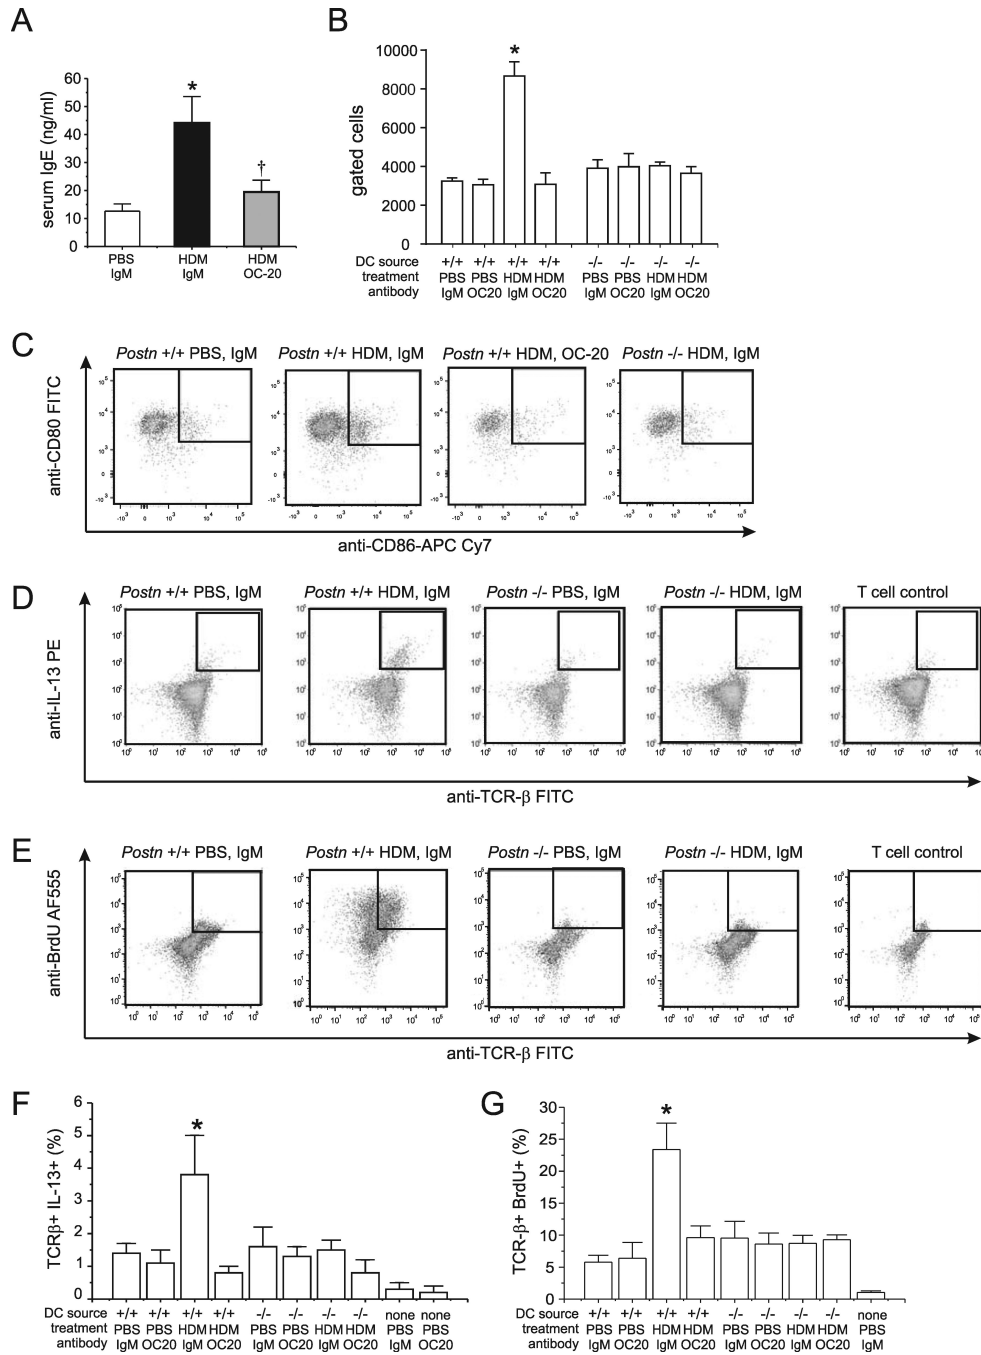 A
B
serum IgE (ng/ml)
60
50
40
30
20
10
0
*
†
PBS HDM HDM
IgM IgM OC-20
gated cells
10000
8000
6000
4000
2000
0
*
DC source +/+ +/+ +/+ +/+ -/- -/- -/- -/-
treatment PBS PBS HDM HDM PBS PBS HDM HDM
antibody IgM OC20 IgM OC20 IgM OC20 IgM OC20
C
Postn +/+ PBS, IgM Postn +/+ HDM, IgM Postn +/+ HDM, OC-20 Postn -/- HDM, IgM
anti-CD80 FITC
anti-CD86-APC Cy7
D
Postn +/+ PBS, IgM Postn +/+ HDM, IgM Postn -/- PBS, IgM Postn -/- HDM, IgM T cell control
anti-IL-13 PE
anti-TCR-β FITC
E
Postn +/+ PBS, IgM Postn +/+ HDM, IgM Postn -/- PBS, IgM Postn -/- HDM, IgM T cell control
anti-BrdU AF555
anti-TCR-β FITC
F
TCRβ+ IL-13+ (%)
6
5
4
3
2
1
0
*
DC source +/+ +/+ +/+ +/+ -/- -/- -/- -/- none none
treatment PBS PBS HDM HDM PBS PBS HDM HDM PBS PBS
antibody IgM OC20 IgM OC20 IgM OC20 IgM OC20 IgM OC20
G
TCR-β+ BrdU+ (%)
30
25
20
15
10
5
0
*
DC source +/+ +/+ +/+ +/+ -/- -/- -/- -/- none
treatment PBS PBS HDM HDM PBS PBS HDM HDM PBS
antibody IgM OC20 IgM OC20 IgM OC20 IgM OC20 IgM